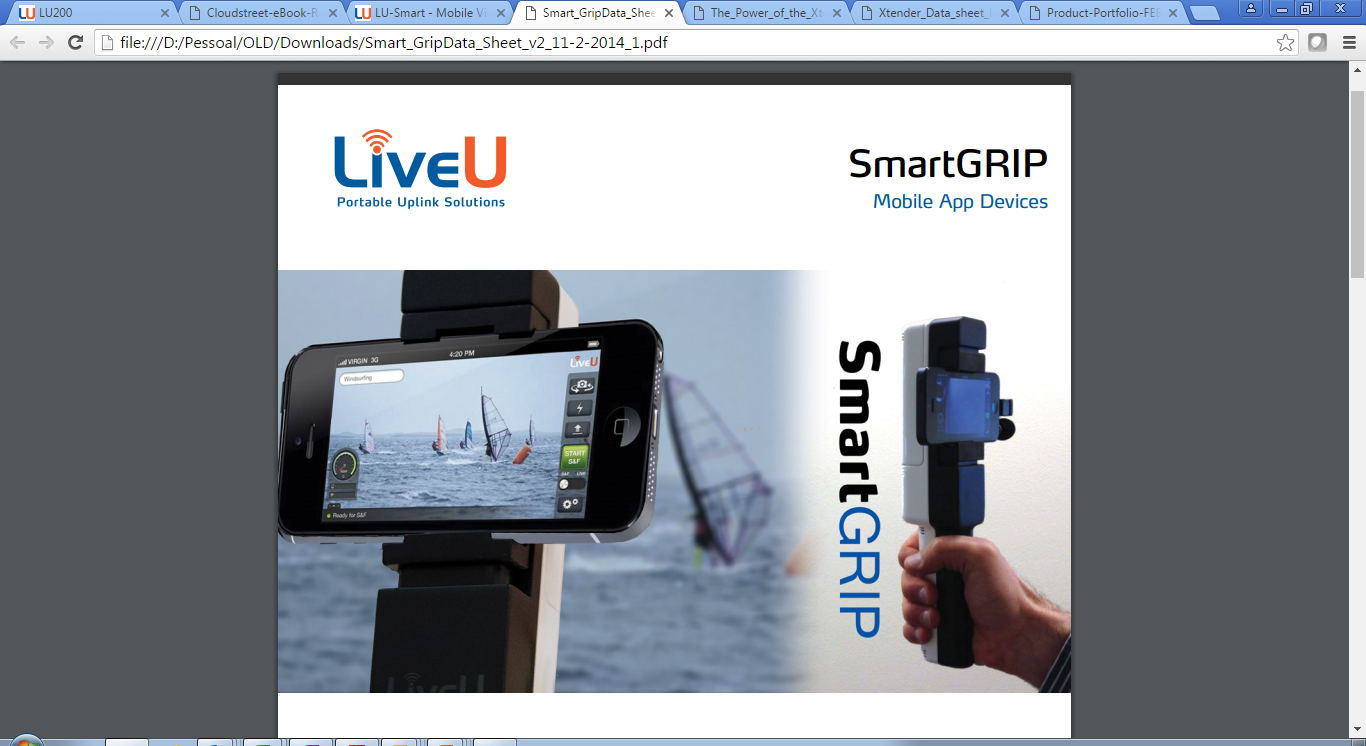 LU200
Cloudstreet-eBook-R
LU-Smart - Mobile Vi
Smart_GripData_Shee
The_Power_of_the_Xt
Xtender_Data_sheet_
Product-Portfolio-FE
file:///D:/Pessoal/OLD/Downloads/Smart_GripData_Sheet_v2_11-2-2014_1.pdf
LiveU
Portable Uplink Solutions
SmartGRIP
Mobile App Devices
VIRGIN 3G
4:20 PM
LiveU
Windsurfing
START
S&F
S&F LIVE
Ready for S&F
LiveU
SmartGRIP